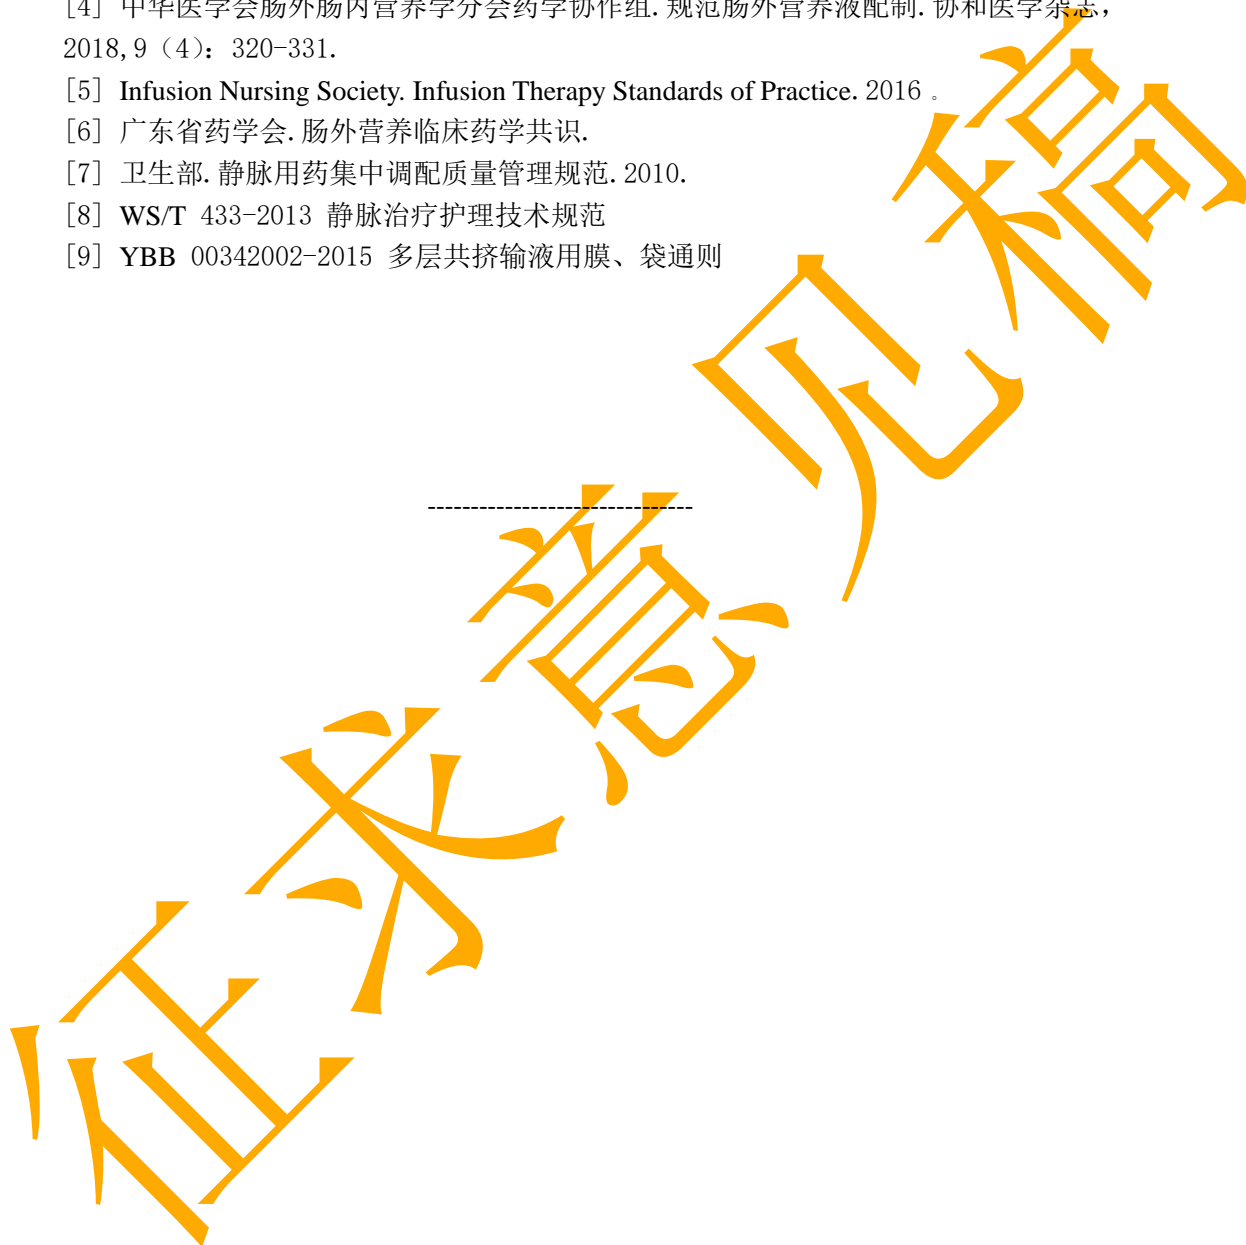 [4] 中华医学会肠外肠内营养学分会药学协作组.规范肠外营养液配制.协和医学杂志，
2018,9（4）：320-331.
[5] Infusion Nursing Society. Infusion Therapy Standards of Practice. 2016 。
[6] 广东省药学会.肠外营养临床药学共识.
[7] 卫生部.静脉用药集中调配质量管理规范.2010.
[8] WS/T 433-2013 静脉治疗护理技术规范
[9] YBB 00342002-2015 多层共挤输液用膜、袋通则
-------------------------------
征求意见稿